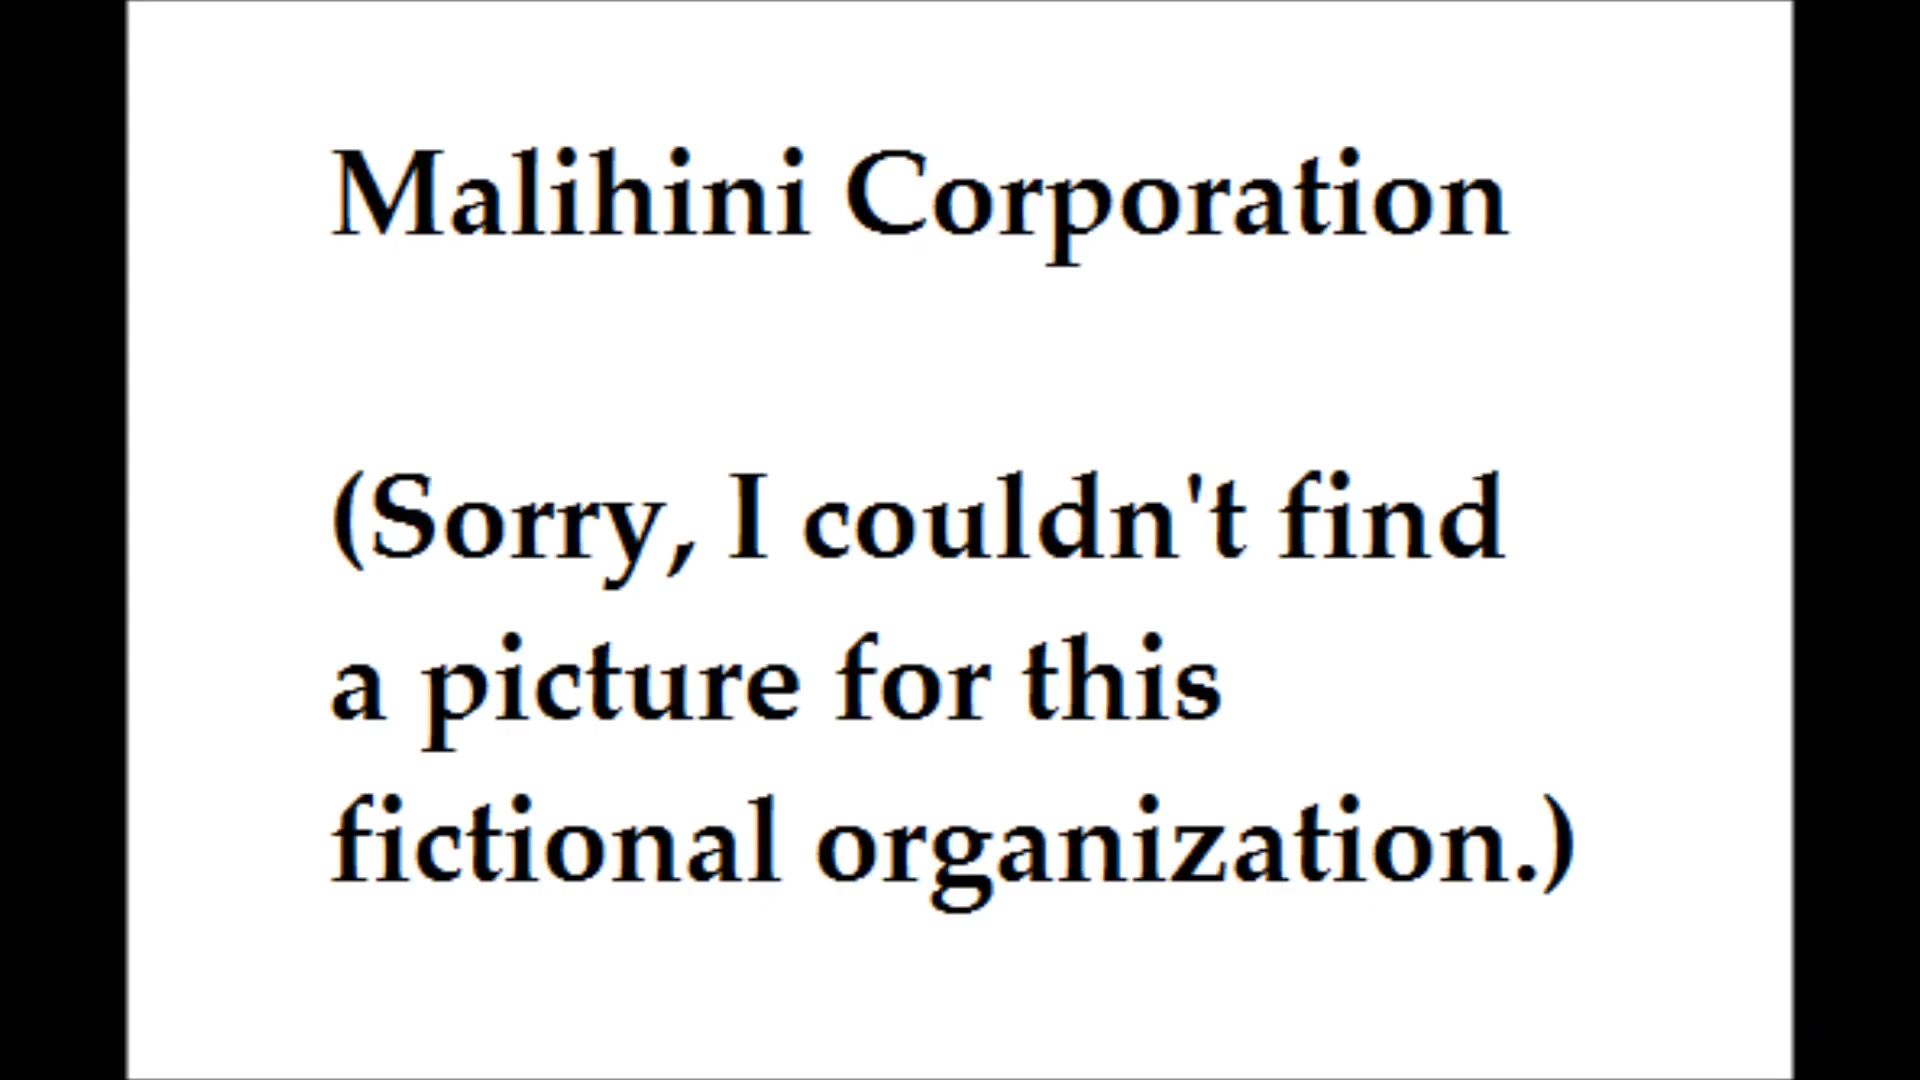 Malihini Corporation
(Sorry, I couldn't find
a picture for this
fictional organization.)